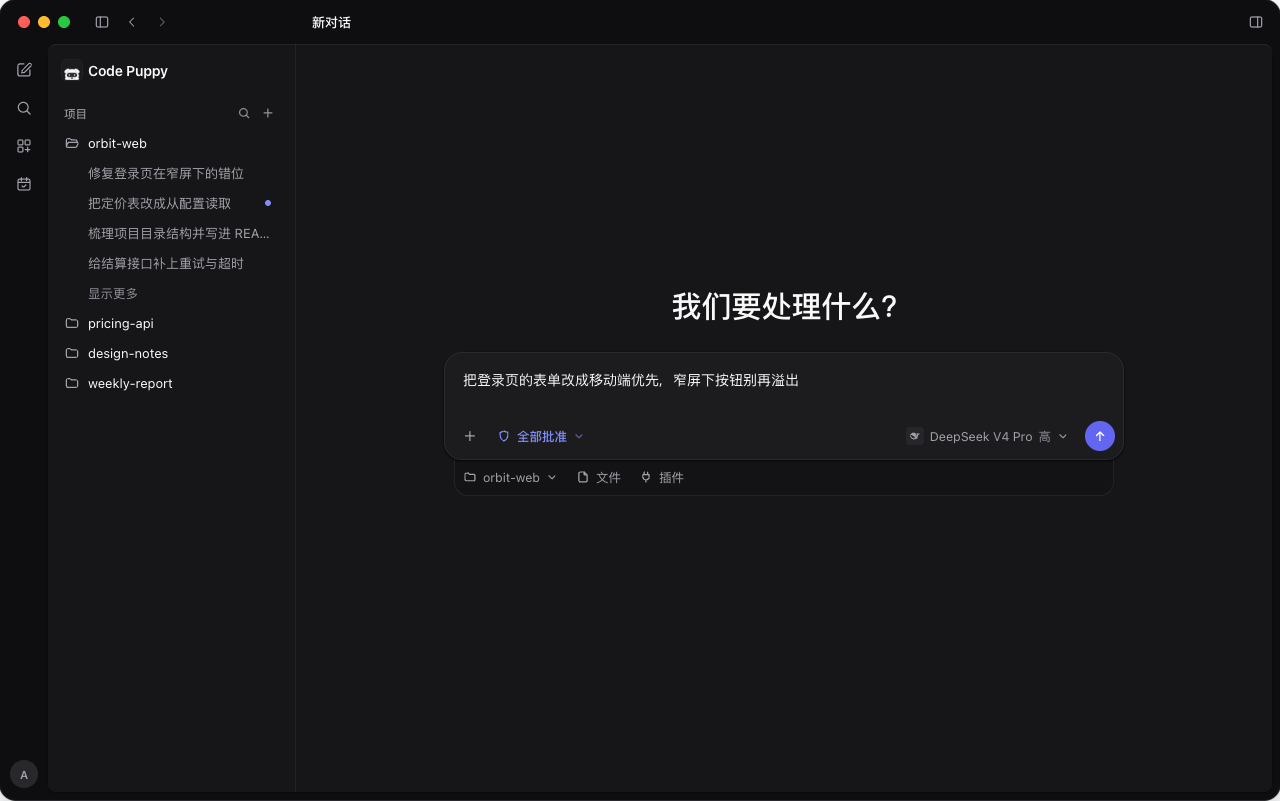 新对话
Code Puppy
项目
orbit-web
修复登录页在窄屏下的错位
把定价表改成从配置读取
梳理项目目录结构并写进 REA...
给结算接口补上重试与超时
显示更多
pricing-api
design-notes
weekly-report
A
我们要处理什么?
把登录页的表单改成移动端优先，窄屏下按钮别再溢出
全部批准
DeepSeek V4 Pro 高
orbit-web 文件 插件